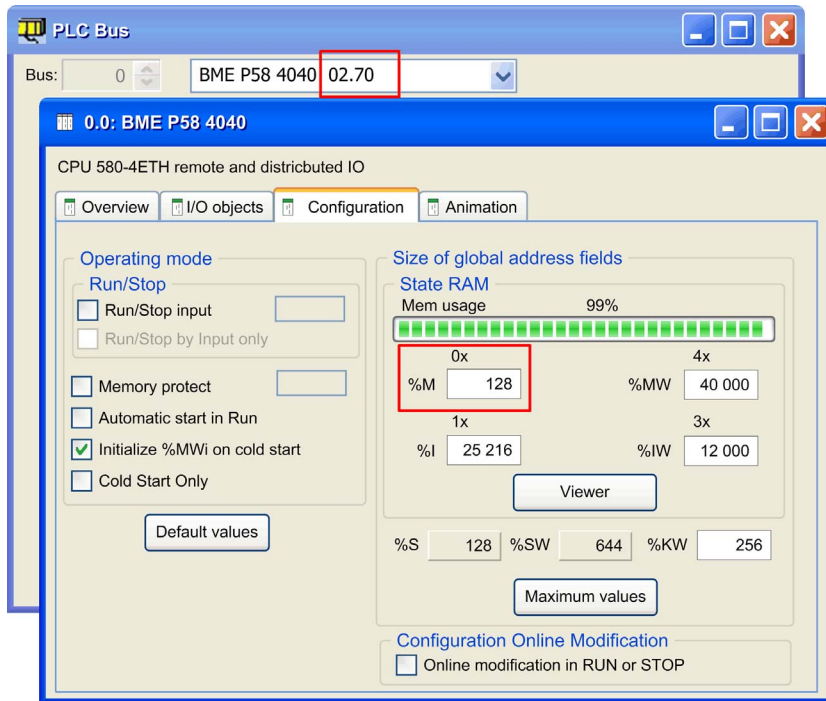 PLC Bus
Bus: 0 BME P58 4040 02.70
0.0: BME P58 4040
CPU 580-4ETH remote and districbuted IO
Overview I/O objects Configuration Animation
Operating mode
Run/Stop
Run/Stop input
Run/Stop by Input only
Memory protect
Automatic start in Run
Initialize %MWi on cold start
Cold Start Only
Default values
Size of global address fields
State RAM
Mem usage 99%
0x 4x
%M 128 %MW 40 000
1x 3x
%I 25 216 %IW 12 000
Viewer
%S 128 %SW 644 %KW 256
Maximum values
Configuration Online Modification
Online modification in RUN or STOP